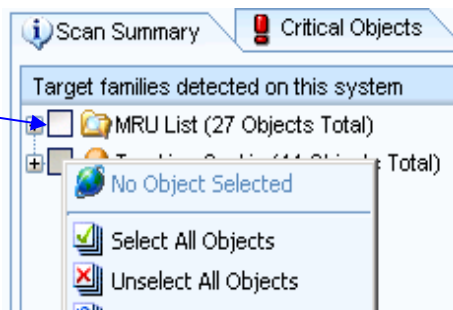 Scan Summary
Critical Objects
Target families detected on this system
MRU List (27 Objects Total)
Total)
No Object Selected
Select All Objects
Unselect All Objects